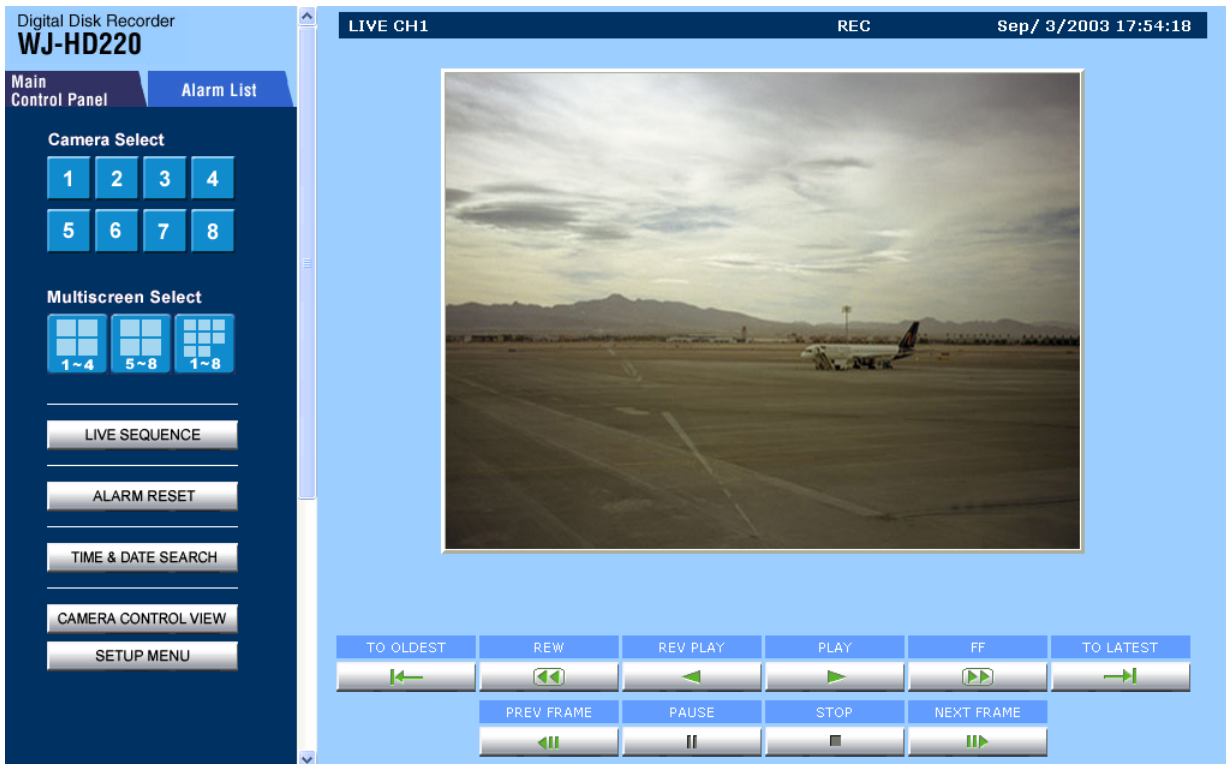 Digital Disk Recorder
WJ-HD220
Main
Control Panel
Alarm List
Camera Select
1 2 3 4
5 6 7 8
Multiscreen Select
1~4 5~8 1~8
LIVE SEQUENCE
ALARM RESET
TIME & DATE SEARCH
CAMERA CONTROL VIEW
SETUP MENU
LIVE CH1 REC Sep/ 3/2003 17:54:18
TO OLDEST REW REV PLAY PLAY FF TO LATEST
PREV FRAME PAUSE STOP NEXT FRAME